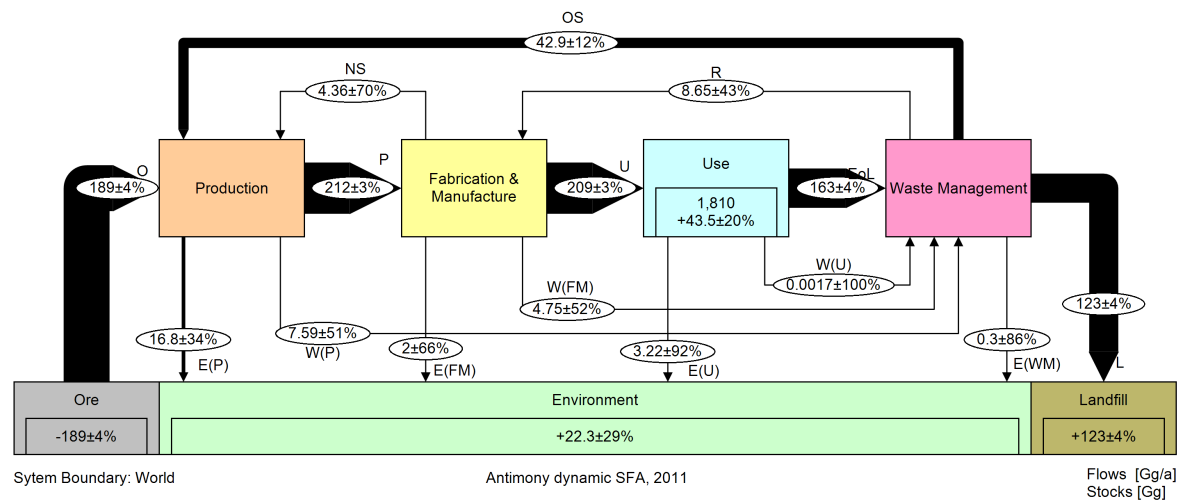 OS
42.9±12%
NS
4.36±70%
R
8.65±43%
O
189±4%
Production
P
212±3%
Fabrication &
Manufacture
U
209±3%
Use
1,810
+43.5±20%
EoL
163±4%
Waste Management
W(U)
0.0017±100%
W(FM)
4.75±52%
123±4%
16.8±34%
7.59±51%
W(P)
2±66%
3.22±92%
0.3±86%
E(P)
E(FM)
E(U)
E(WM)
L
Ore
-189±4%
Environment
+22.3±29%
Landfill
+123±4%
Sytem Boundary: World
Antimony dynamic SFA, 2011
Flows [Gg/a]
Stocks [Gg]